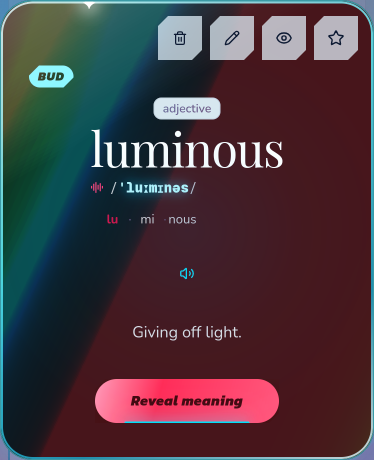 BUD
adjective
luminous
/ˈluːmɪnəs/
lu · mi · nous
Giving off light.
Reveal meaning